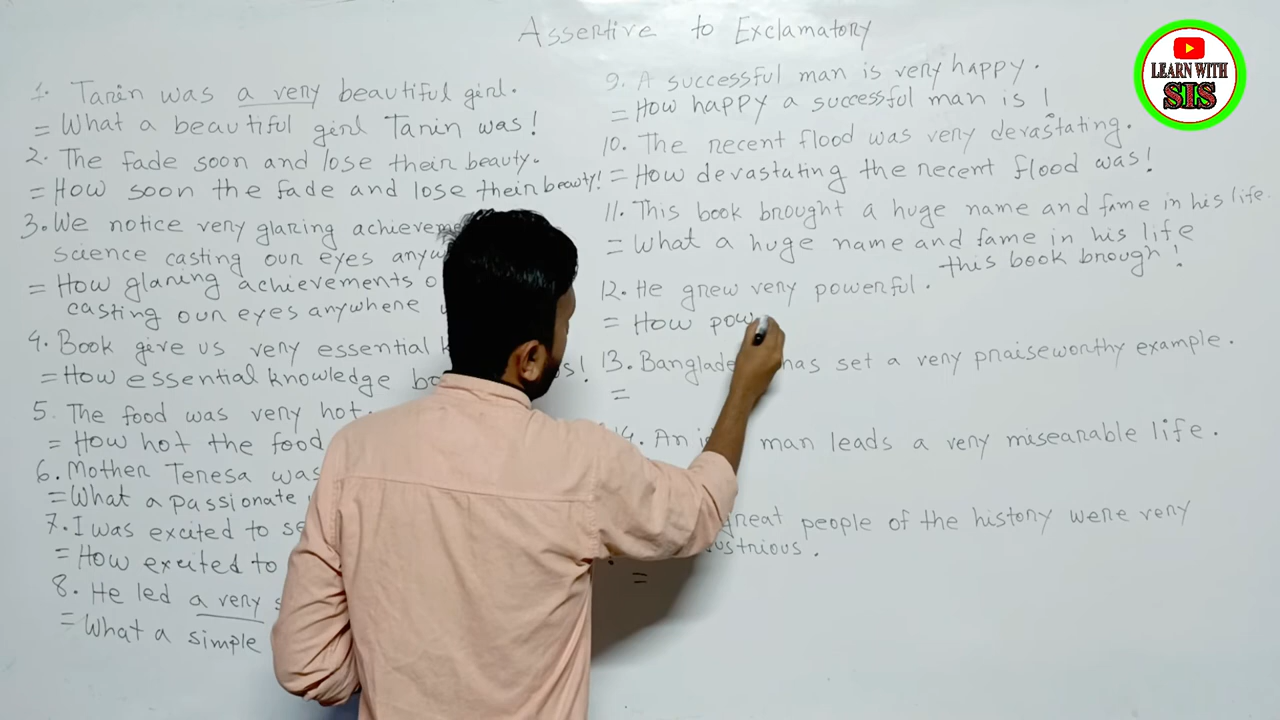 Assertive to Exclamatory
LEARN WITH
SIS
1. Tanin was a very beautiful girl.
= What a beautiful girl Tanin was!
2. The fade soon and lose their beauty.
= How soon the fade and lose their beauty!
3. We notice very glaring
science casting our eyes
= How glaring achievements
casting our eyes anywhere
4. Book give us very essential
= How essential knowledge
5. The food was very hot.
= How hot the food
6. Mother Teresa was
= What a passionate
7. I was excited to
= How excited to
8. He led a very
= What a simple
9. A successful man is very happy.
= How happy a successful man is!
10. The recent flood was very devastating.
= How devastating the recent flood was!
11. This book brought a huge name and fame in his life.
= What a huge name and fame in his life
this book brough!
12. He grew very powerful.
= How pow
13. has set a very praiseworthy example.
=
14. An man leads a very misearable life.
great people of the history were very
=